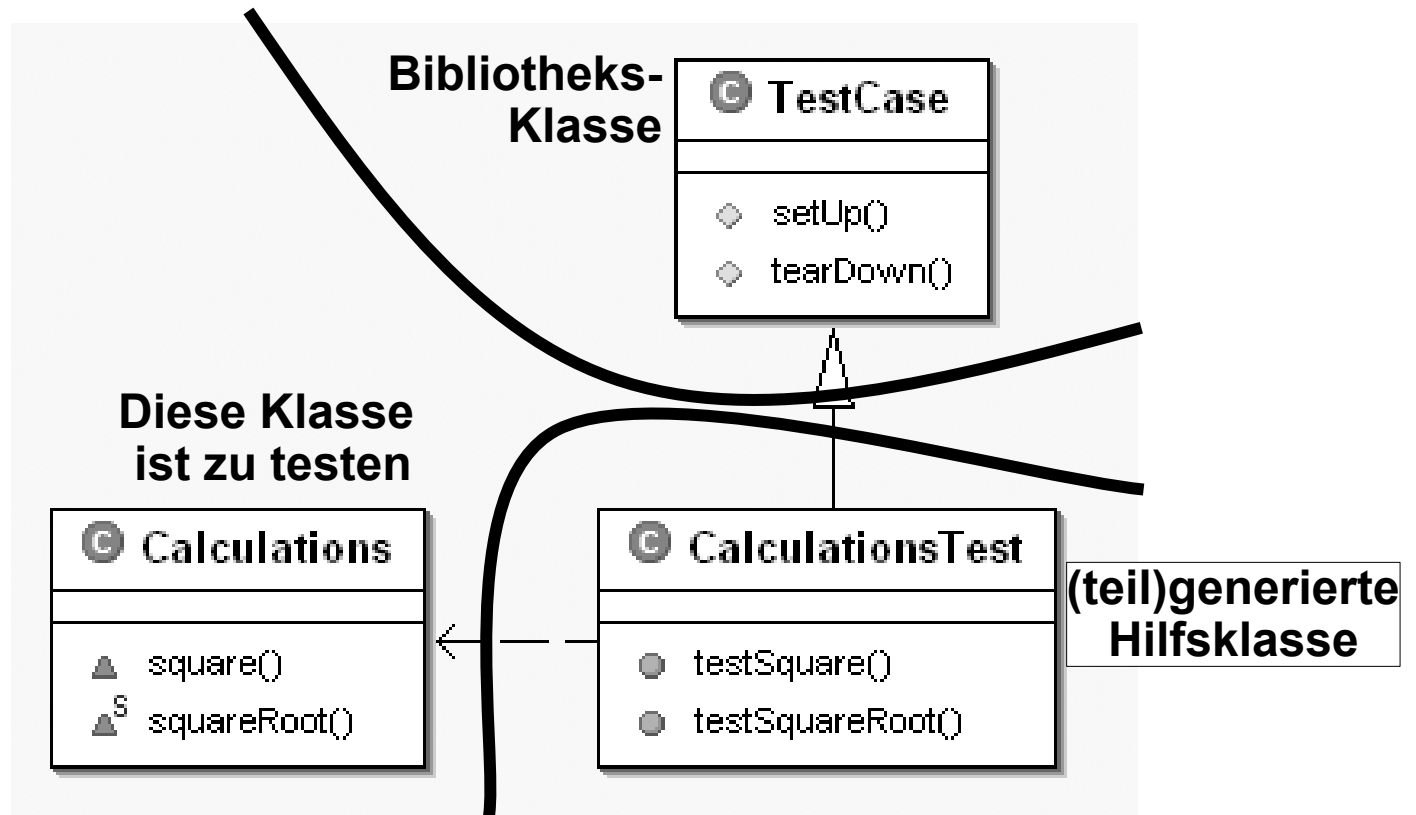 Bibliotheks-
Klasse
C TestCase
setUp()
tearDown()
Diese Klasse
ist zu testen
C Calculations
square()
S squareRoot()
C CalculationsTest
testSquare()
testSquareRoot()
(teil)generierte
Hilfsklasse